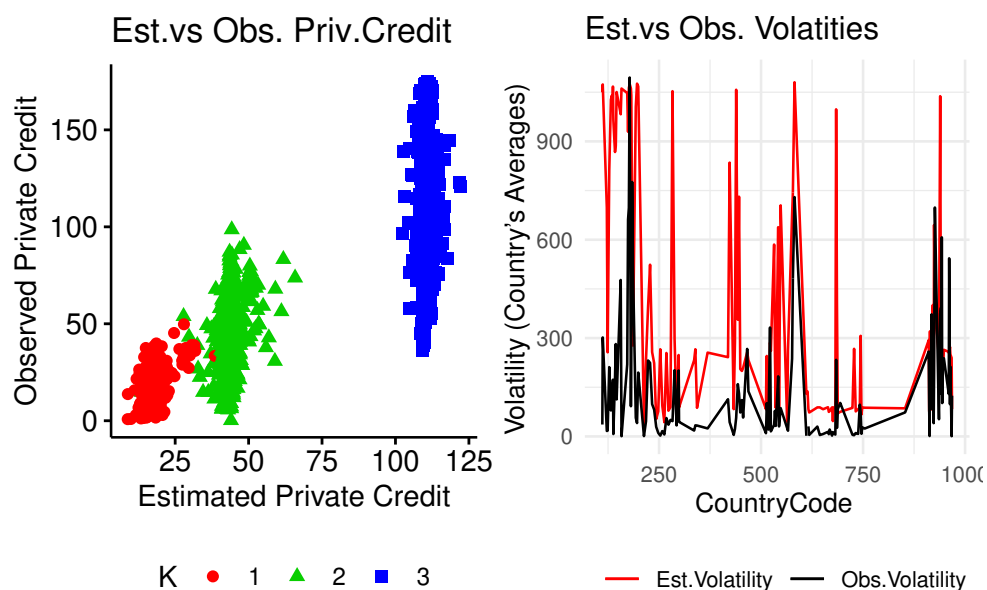 Est.vs Obs. Priv.Credit
Observed Private Credit
150
100
50
0
25 50 75 100 125
Estimated Private Credit
K 1 2 3
Est.vs Obs. Volatities
Volatility (Country's Averages)
900
600
300
0
250 500 750 1000
CountryCode
Est.Volatility Obs.Volatility